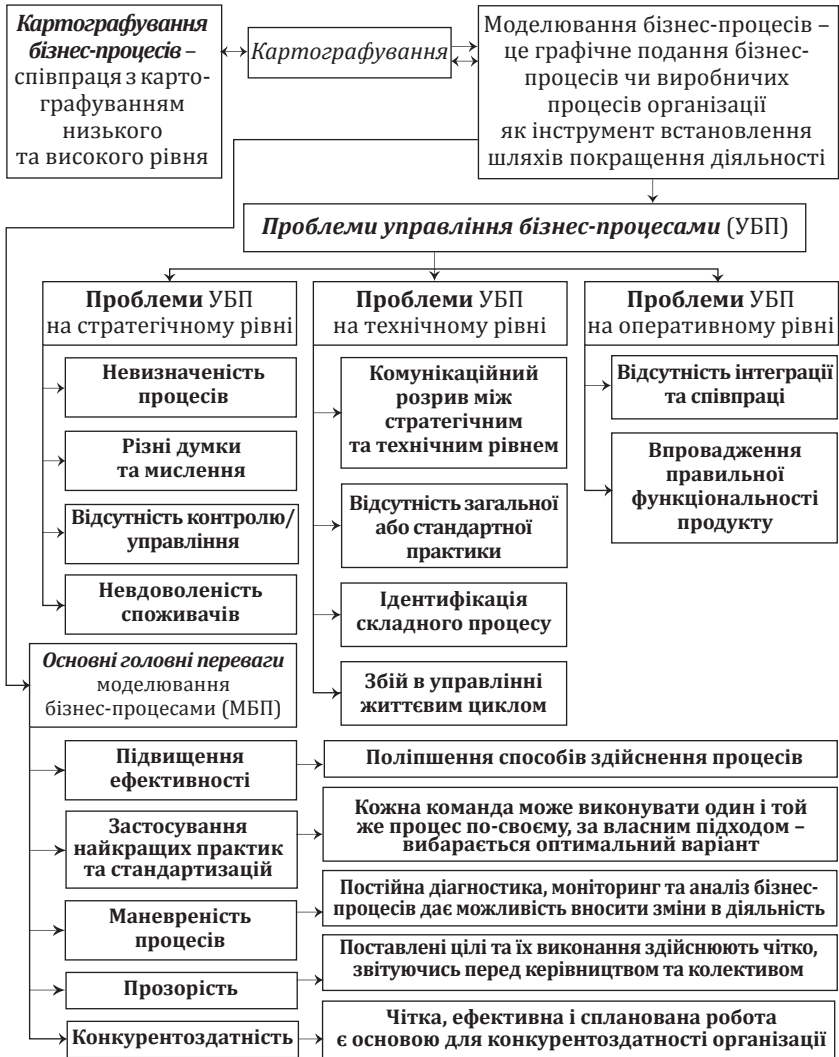 Картографування
бізнес-процесів –
співпраця з карто-
графуванням
низького
та високого рівня
Картографування
Моделювання бізнес-процесів –
це графічне подання бізнес-
процесів чи виробничих
процесів організації
як інструмент встановлення
шляхів покращення діяльності
Проблеми управління бізнес-процесами (УБП)
Проблеми УБП
на стратегічному рівні
Невизначеність
процесів
Різні думки
та мислення
Відсутність контролю/
управління
Невдоволеність
споживачів
Проблеми УБП
на технічному рівні
Комунікаційний
розрив між
стратегічним
та технічним рівнем
Відсутність загальної
або стандартної
практики
Ідентифікація
складного процесу
Збій в управлінні
життєвим циклом
Проблеми УБП
на оперативному рівні
Відсутність інтеграції
та співпраці
Впровадження
правильної
функціональності
продукту
Основні головні переваги
моделювання
бізнес-процесами (МБП)
Підвищення
ефективності
Поліпшення способів здійснення процесів
Застосування
найкращих практик
та стандартизацій
Кожна команда може виконувати один і той
же процес по-своєму, за власним підходом –
вибарається оптимальний варіант
Маневреність
процесів
Постійна діагностика, моніторинг та аналіз бізнес-
процесів дає можливість вносити зміни в діяльність
Прозорість
Поставлені цілі та їх виконання здійснюють чітко,
звітуючись перед керівництвом та колективом
Конкурентоздатність
Чітка, ефективна і спланована робота
є основою для конкурентоздатності організації